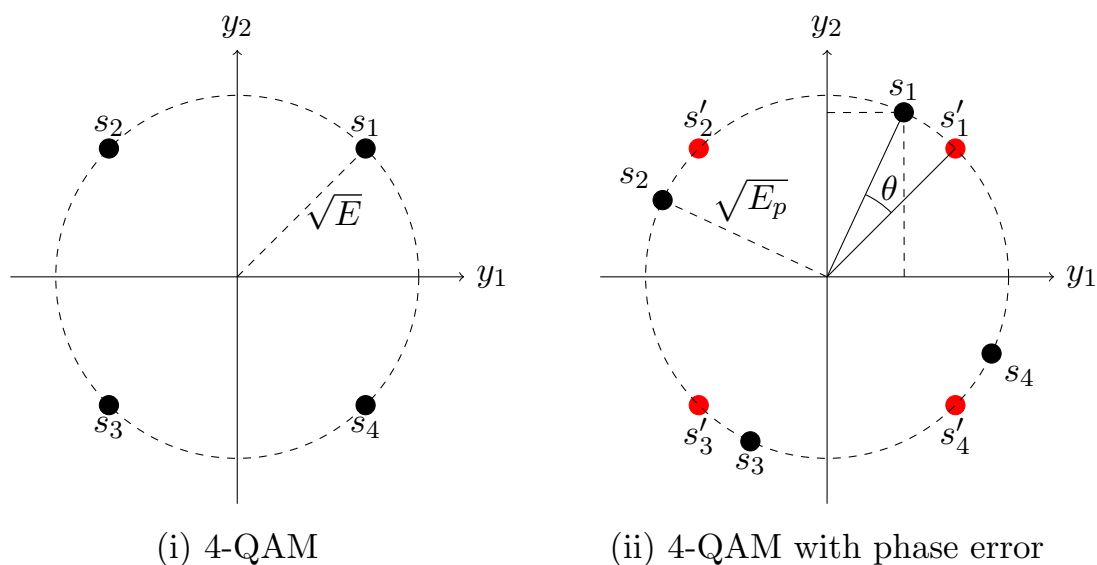 y₂
s₂ s₁
√E
y₁
s₃ s₄
(i) 4-QAM
y₂
s₁
s′₂ s′₁
s₂ √Eₚ θ
y₁
s₄
s′₃ s₃ s′₄
(ii) 4-QAM with phase error